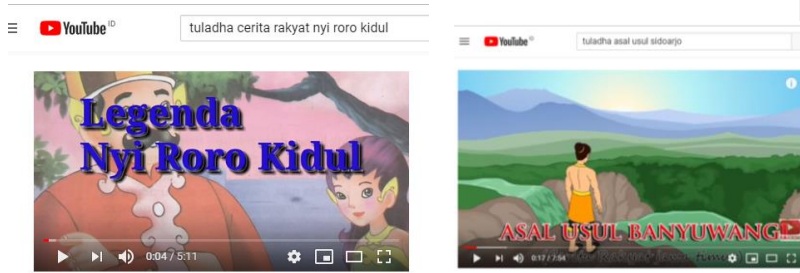 YouTube ID
tuladha cerita rakyat nyi roro kidul
Legenda
Nyi Roro Kidul
0:04 / 5:11
YouTube
tuladha asal usul sidoarjo
ASAL USUL BANYUWANGI
0:17 / 7:54